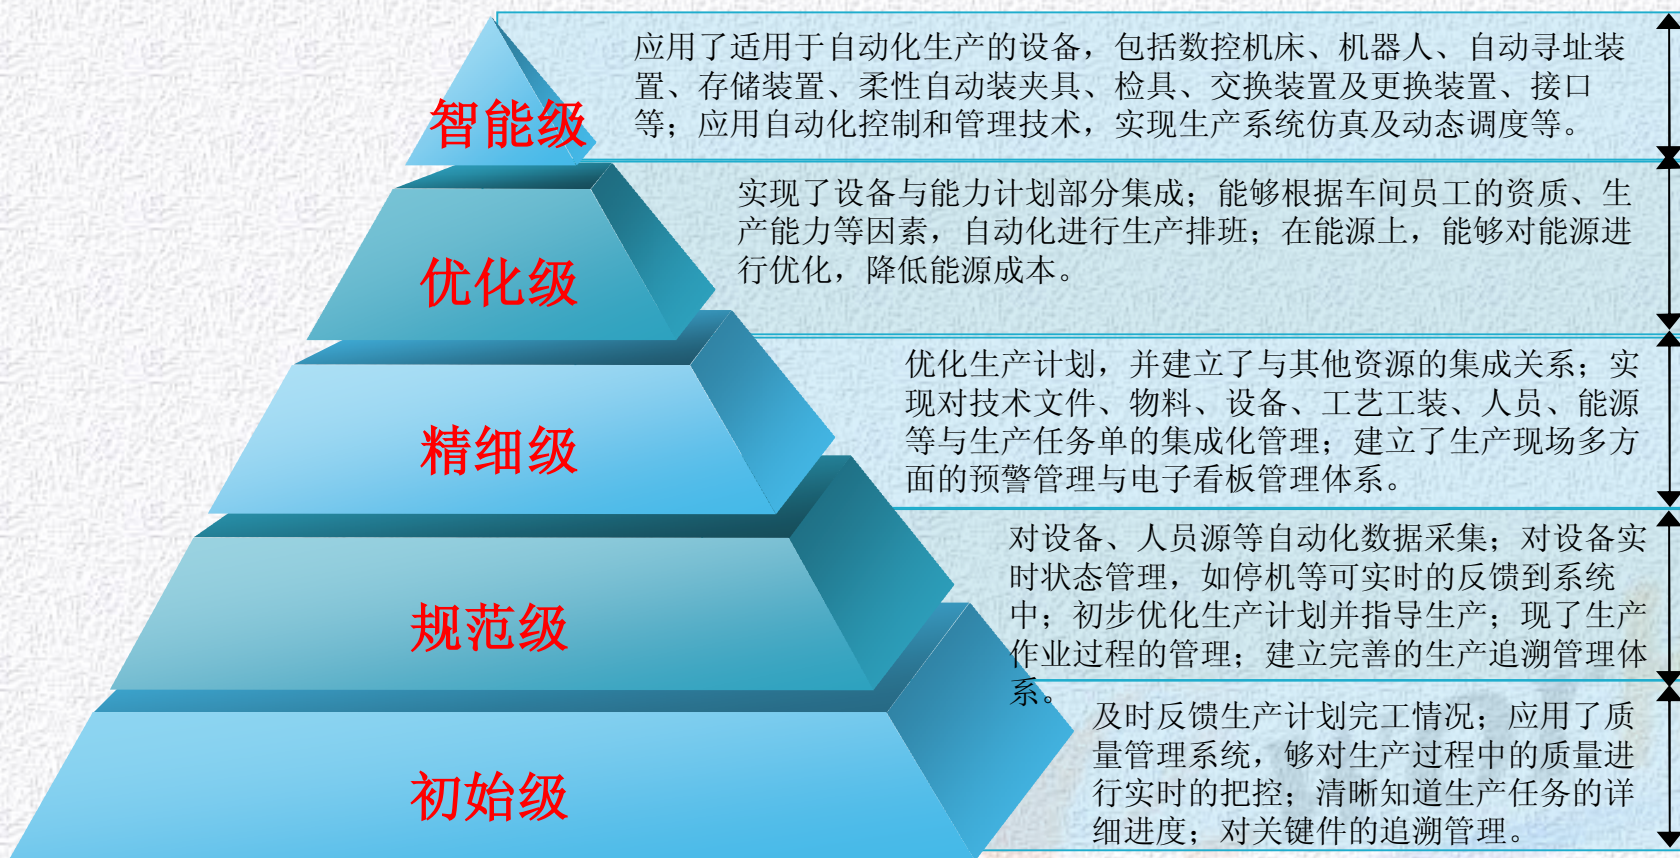 智能级
应用了适用于自动化生产的设备，包括数控机床、机器人、自动寻址装
置、存储装置、柔性自动装夹具、检具、交换装置及更换装置、接口
等；应用自动化控制和管理技术，实现生产系统仿真及动态调度等。
优化级
实现了设备与能力计划部分集成；能够根据车间员工的资质、生
产能力等因素，自动化进行生产排班；在能源上，能够对能源进
行优化，降低能源成本。
精细级
优化生产计划，并建立了与其他资源的集成关系；实
现对技术文件、物料、设备、工艺工装、人员、能源
等与生产任务单的集成化管理；建立了生产现场多方
面的预警管理与电子看板管理体系。
规范级
对设备、人员源等自动化数据采集；对设备实
时状态管理，如停机等可实时的反馈到系统
中；初步优化生产计划并指导生产；现了生产
作业过程的管理；建立完善的生产追溯管理体
系。
初始级
及时反馈生产计划完工情况；应用了质
量管理系统，够对生产过程中的质量进
行实时的把控；清晰知道生产任务的详
细进度；对关键件的追溯管理。